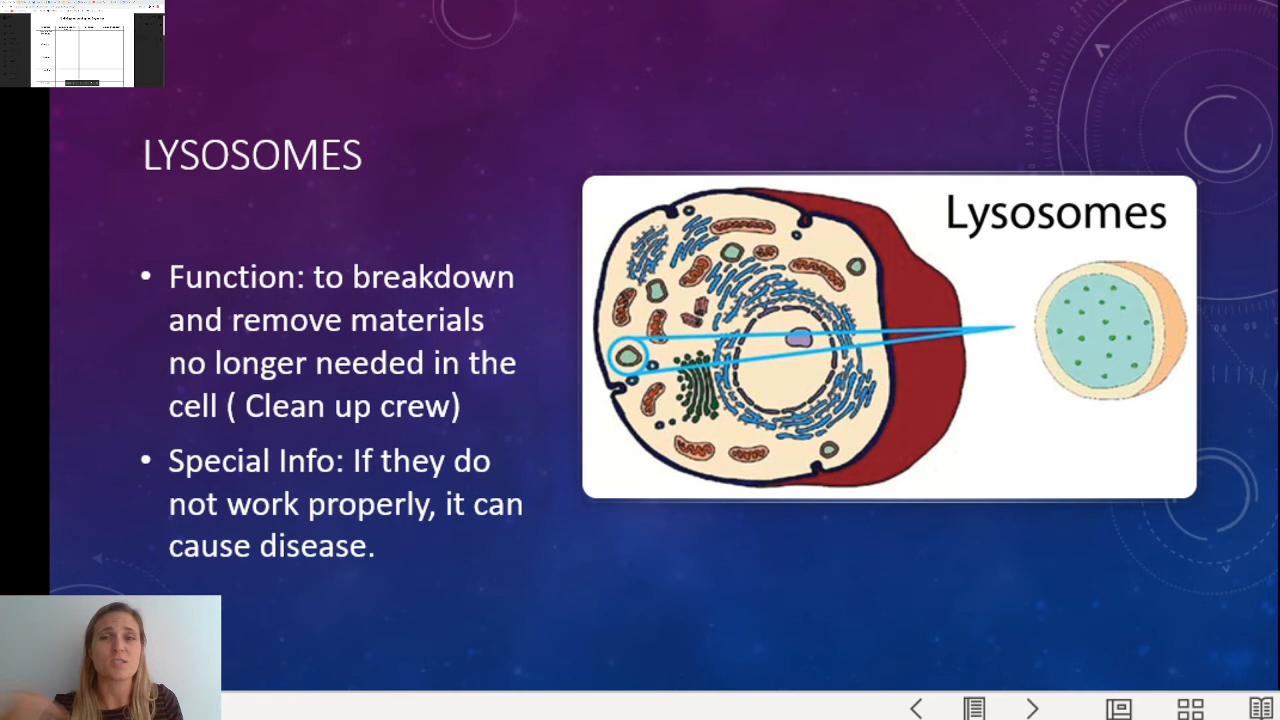 LYSOSOMES
• Function: to breakdown
and remove materials
no longer needed in the
cell ( Clean up crew)
• Special Info: If they do
not work properly, it can
cause disease.
Lysosomes